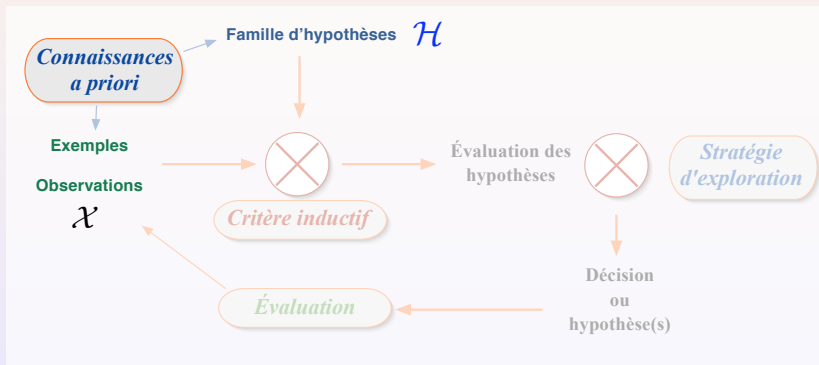 Famille d'hypothèses ℋ
Connaissances
a priori
Exemples
Observations
𝒳
Critère inductif
Évaluation des
hypothèses
Stratégie
d'exploration
Décision
ou
hypothèse(s)
Évaluation